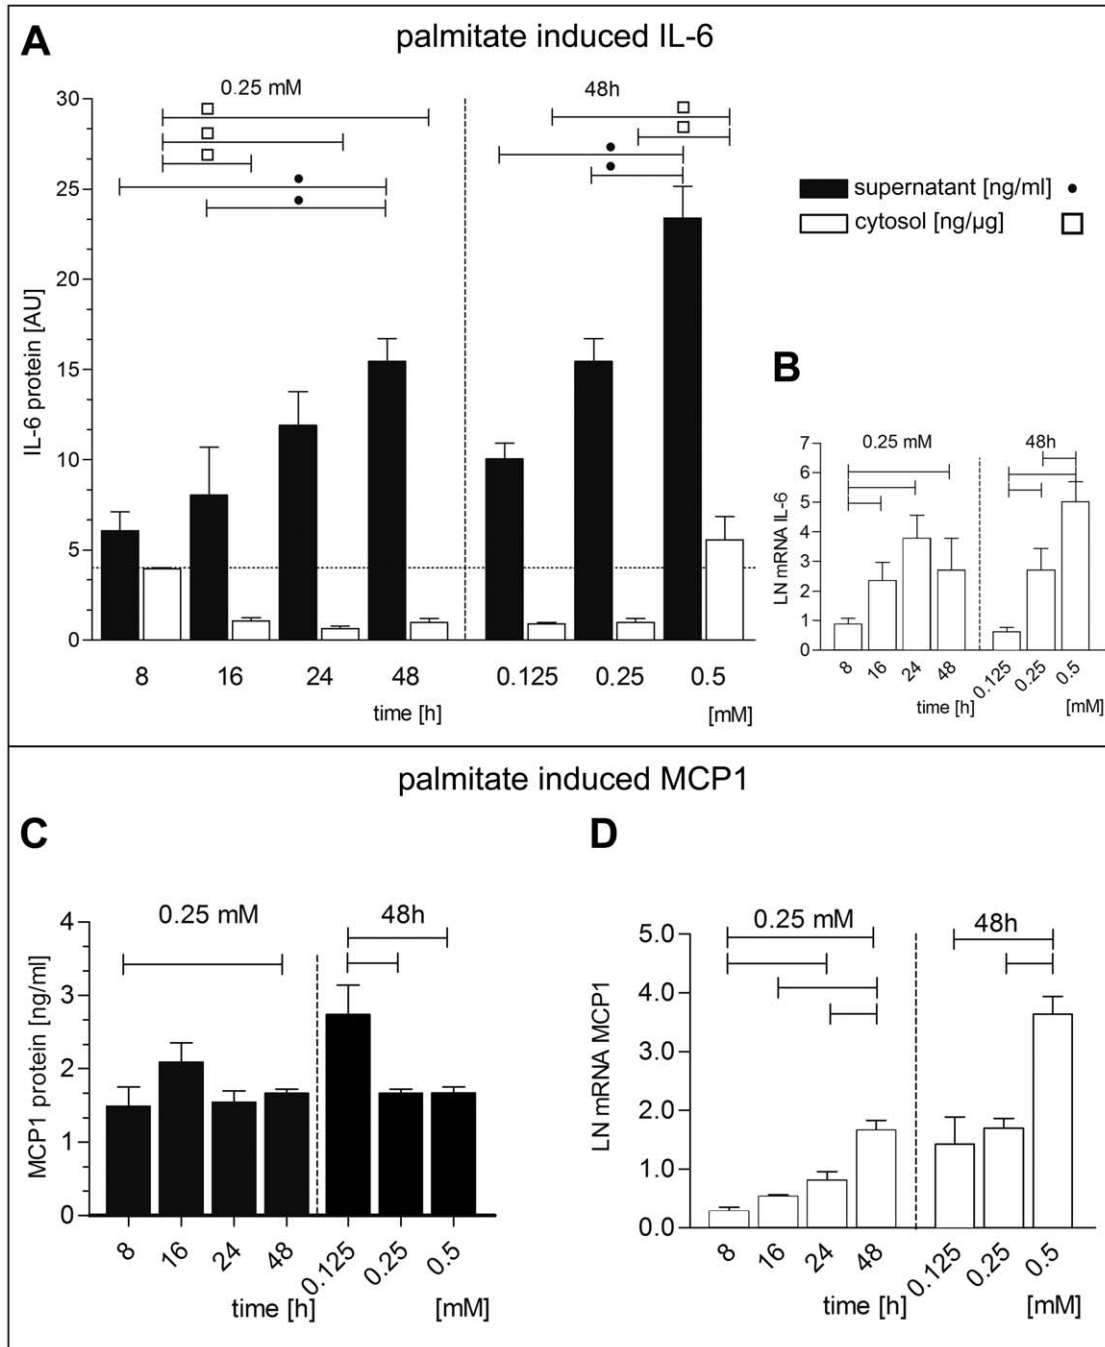 A
palmitate induced IL-6
0.25 mM
48h
30
25
20
15
10
5
0
IL-6 protein [AU]
8 16 24 48 0.125 0.25 0.5
time [h] [mM]
supernatant [ng/ml]
cytosol [ng/µg]
B
0.25 mM 48h
7
6
5
4
3
2
1
0
LN mRNA IL-6
8 16 24 48 0.125 0.25 0.5
time [h] [mM]
palmitate induced MCP1
C
0.25 mM 48h
4
3
2
1
0
MCP1 protein [ng/ml]
8 16 24 48 0.125 0.25 0.5
time [h] [mM]
D
0.25 mM 48h
5.0
4.0
3.0
2.0
1.0
0.0
LN mRNA MCP1
8 16 24 48 0.125 0.25 0.5
time [h] [mM]